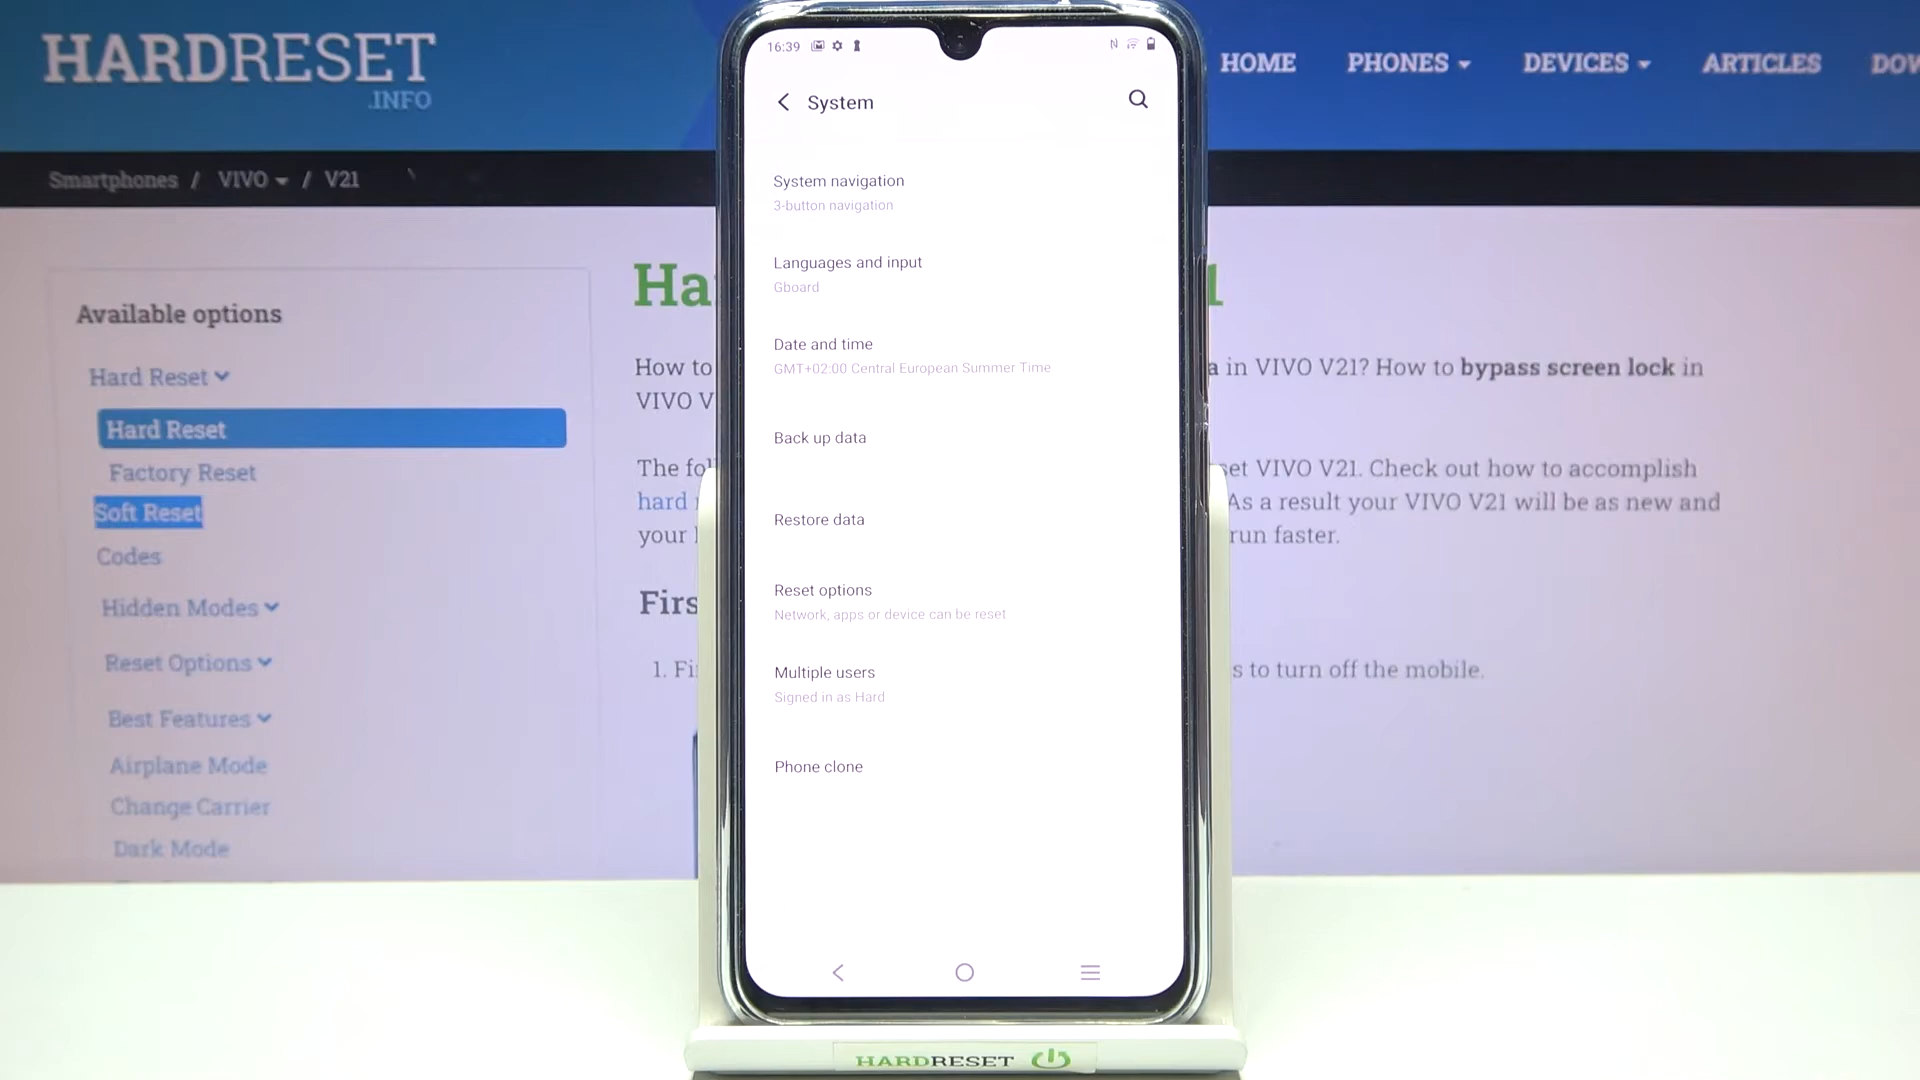 HARDRESET
.INFO
HOME PHONES DEVICES ARTICLES
Smartphones / VIVO / V21
Available options
Hard Reset
Hard Reset
Factory Reset
Soft Reset
Codes
Hidden Modes
Reset Options
Best Features
Airplane Mode
Change Carrier
Dark Mode
16:39
System
System navigation
3-button navigation
Languages and input
Gboard
Date and time
GMT+02:00 Central European Summer Time
Back up data
Restore data
Reset options
Network, apps or device can be reset
Multiple users
Signed in as Hard
Phone clone
How to
in VIVO V21? How to bypass screen lock in
VIVO V
The
VIVO V21. Check out how to accomplish
hard
As a result your VIVO V21 will be as new and
your
run faster.
1.
to turn off the mobile.
HARDRESET